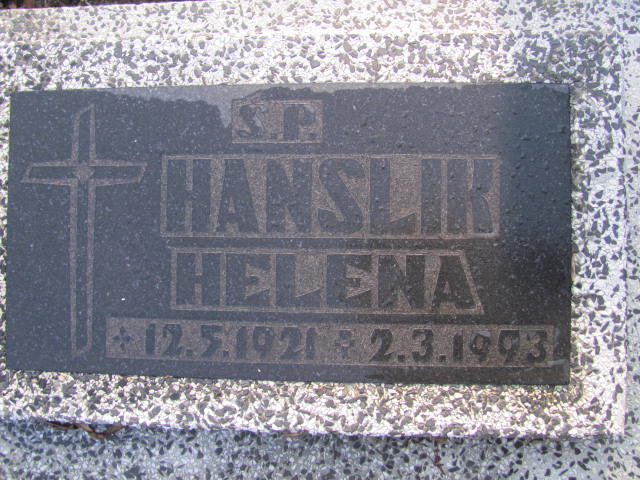 S.P.
HANSLIK
HELENA
* 12.5.1921 ✝ 2.3.1993